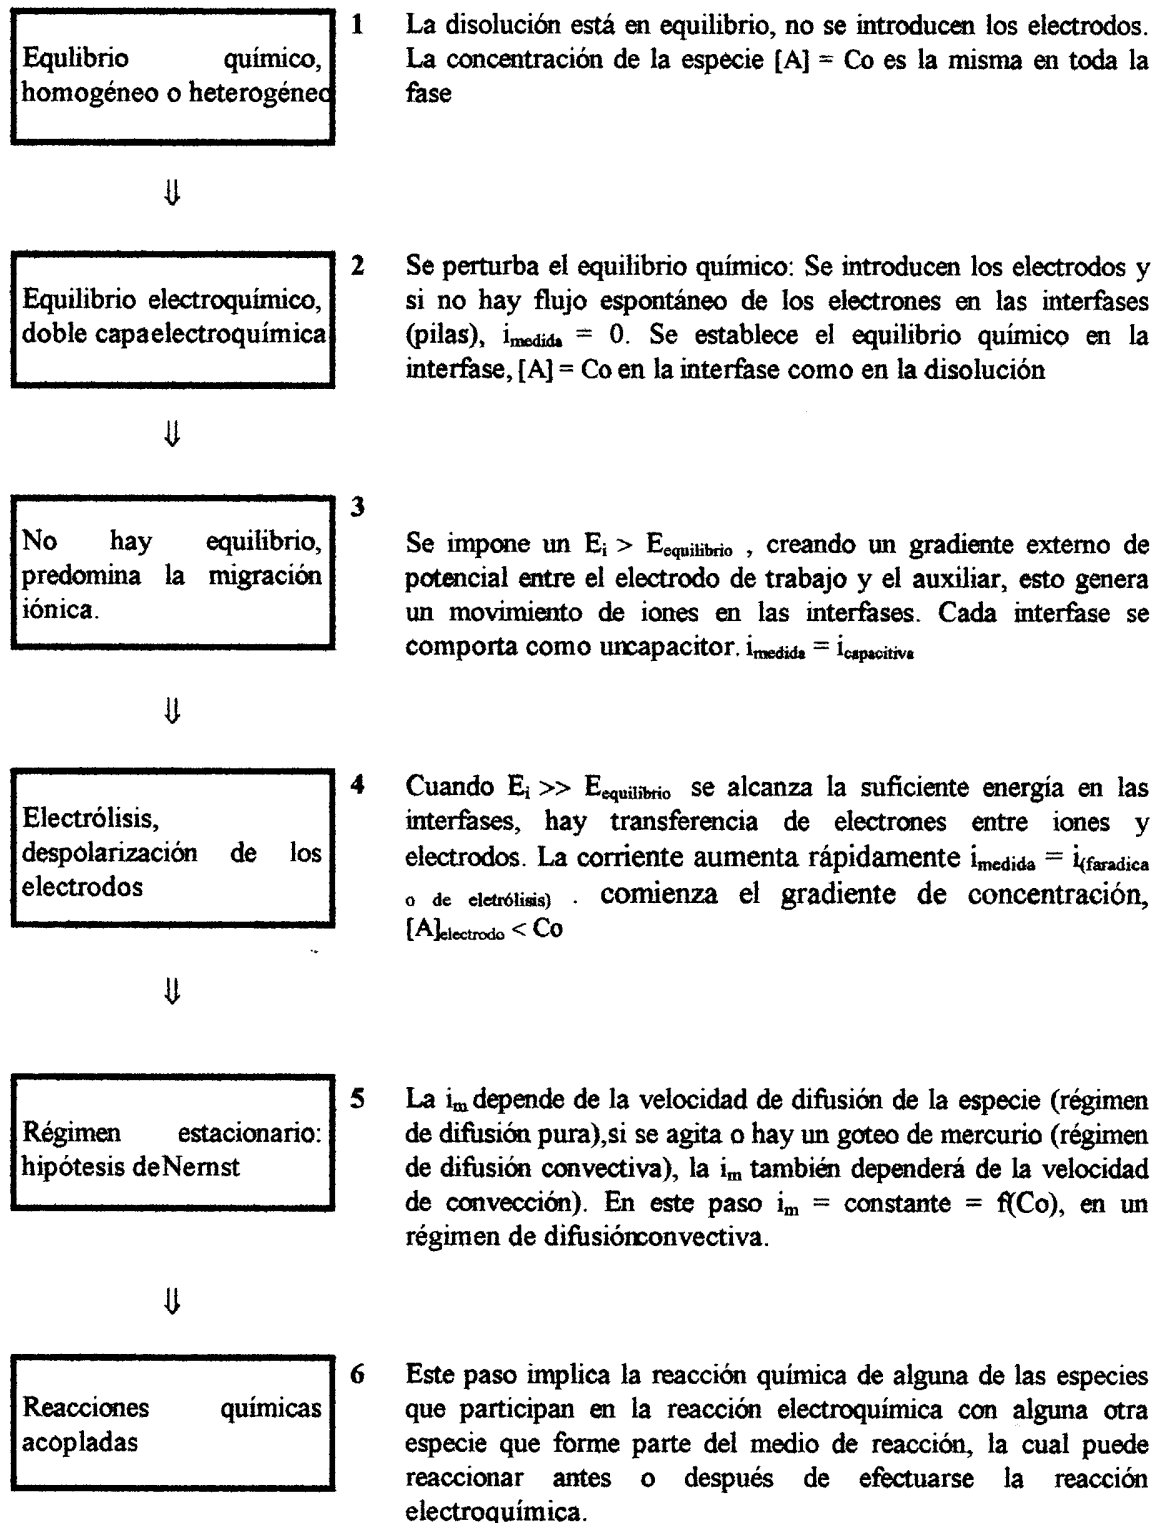 Equlibrio químico,
homogéneo o heterogéneo
1 La disolución está en equilibrio, no se introducen los electrodos.
La concentración de la especie [A] = Co es la misma en toda la
fase
⇓
Equilibrio electroquímico,
doble capaelectroquímica
2 Se perturba el equilibrio químico: Se introducen los electrodos y
si no hay flujo espontáneo de los electrones en las interfases
(pilas), i medida = 0. Se establece el equilibrio químico en la
interfase, [A] = Co en la interfase como en la disolución
⇓
No hay equilibrio,
predomina la migración
iónica.
3
Se impone un Ei > Eequilibrio , creando un gradiente externo de
potencial entre el electrodo de trabajo y el auxiliar, esto genera
un movimiento de iones en las interfases. Cada interfase se
comporta como uncapacitor. imedida = icapacitiva
⇓
Electrólisis,
despolarización de los
electrodos
4 Cuando Ei >> Eequilibrio se alcanza la suficiente energía en las
interfases, hay transferencia de electrones entre iones y
electrodos. La corriente aumenta rápidamente imedida = i(faradica
o de eletrólisis) . comienza el gradiente de concentración,
[A]electrodo < Co
⇓
Régimen estacionario:
hipótesis deNernst
5 La im depende de la velocidad de difusión de la especie (régimen
de difusión pura),si se agita o hay un goteo de mercurio (régimen
de difusión convectiva), la im también dependerá de la velocidad
de convección). En este paso im = constante = f(Co), en un
régimen de difusiónconvectiva.
⇓
Reacciones químicas
acopladas
6 Este paso implica la reacción química de alguna de las especies
que participan en la reacción electroquímica con alguna otra
especie que forme parte del medio de reacción, la cual puede
reaccionar antes o después de efectuarse la reacción
electroquímica.